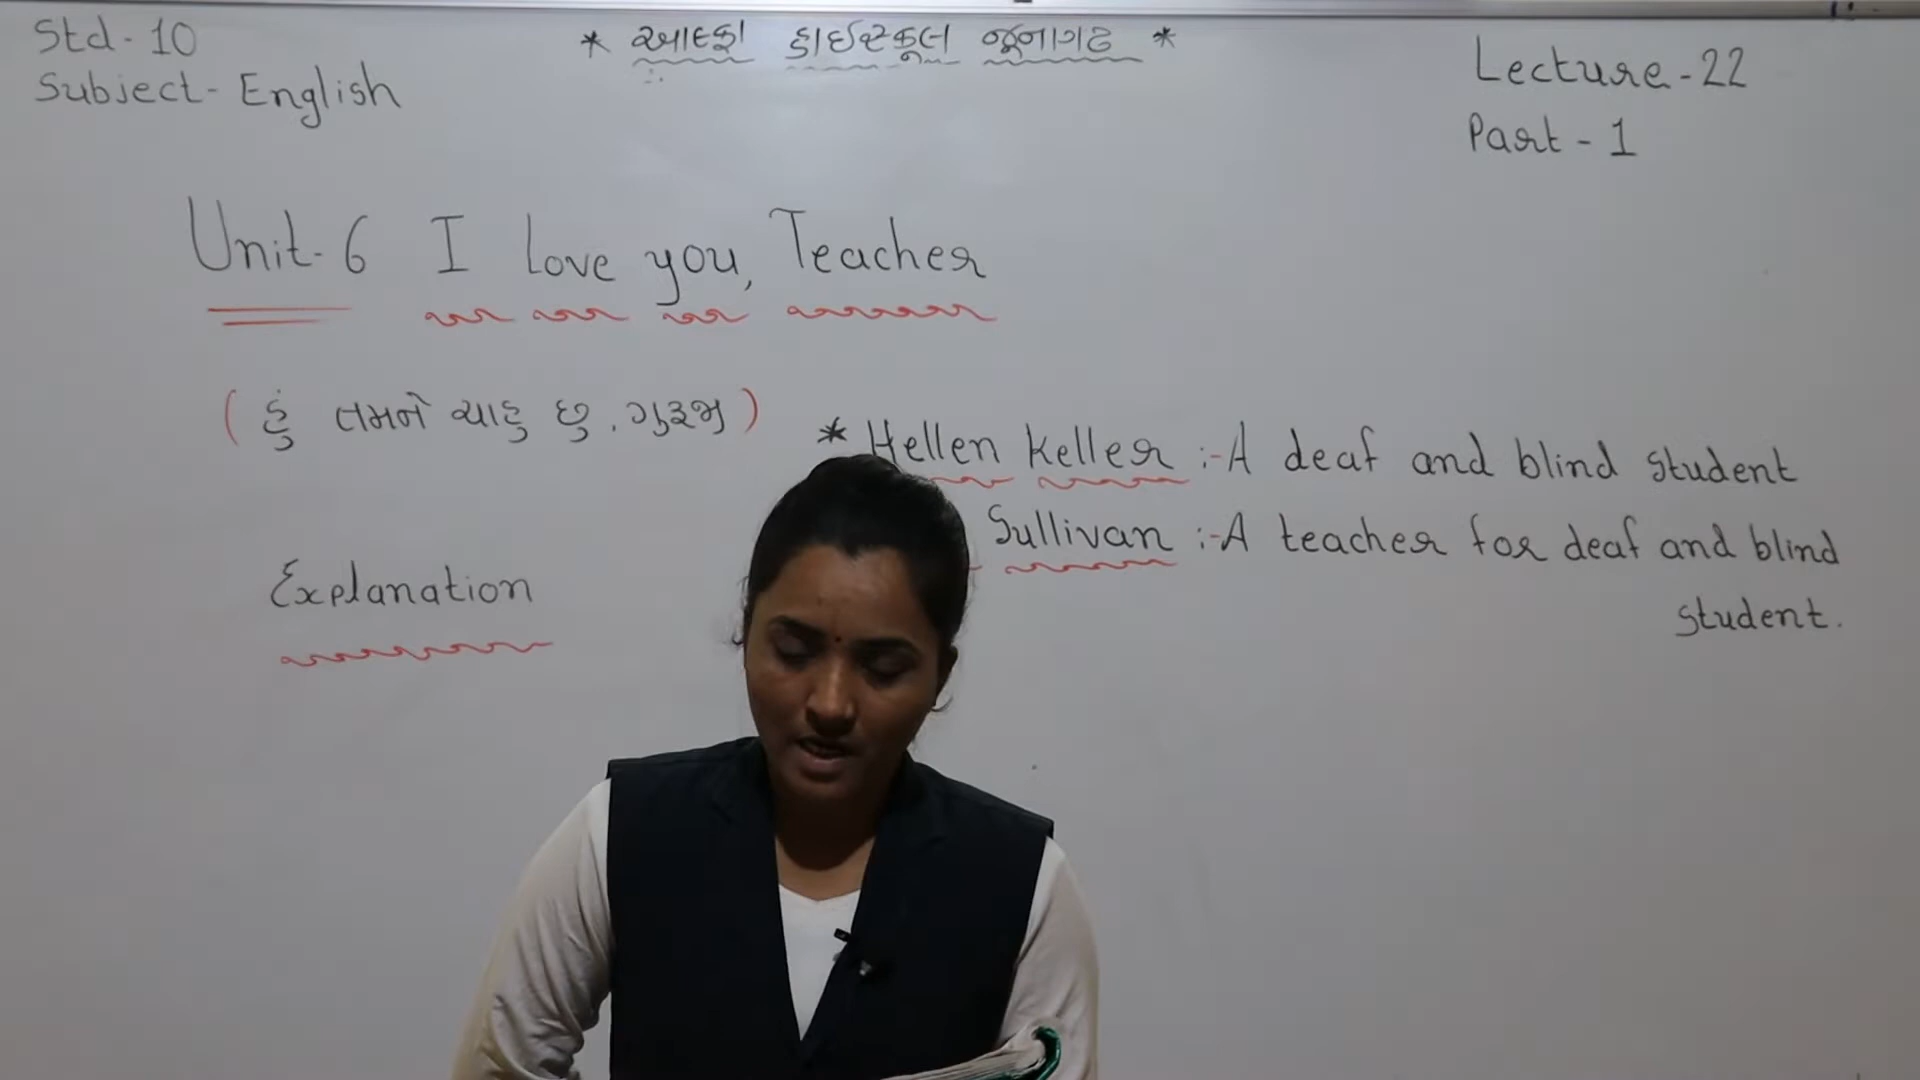 Std- 10
Subject- English
* આલ્ફા હાઈસ્કૂલ જૂનાગઢ *
Lecture-22
Part - 1
Unit-6 I love you, Teacher
( હું તમને ચાહુ છુ, ગુરૂજી )
* Hellen Keller :- A deaf and blind student
Sullivan :- A teacher for deaf and blind
student.
Explanation